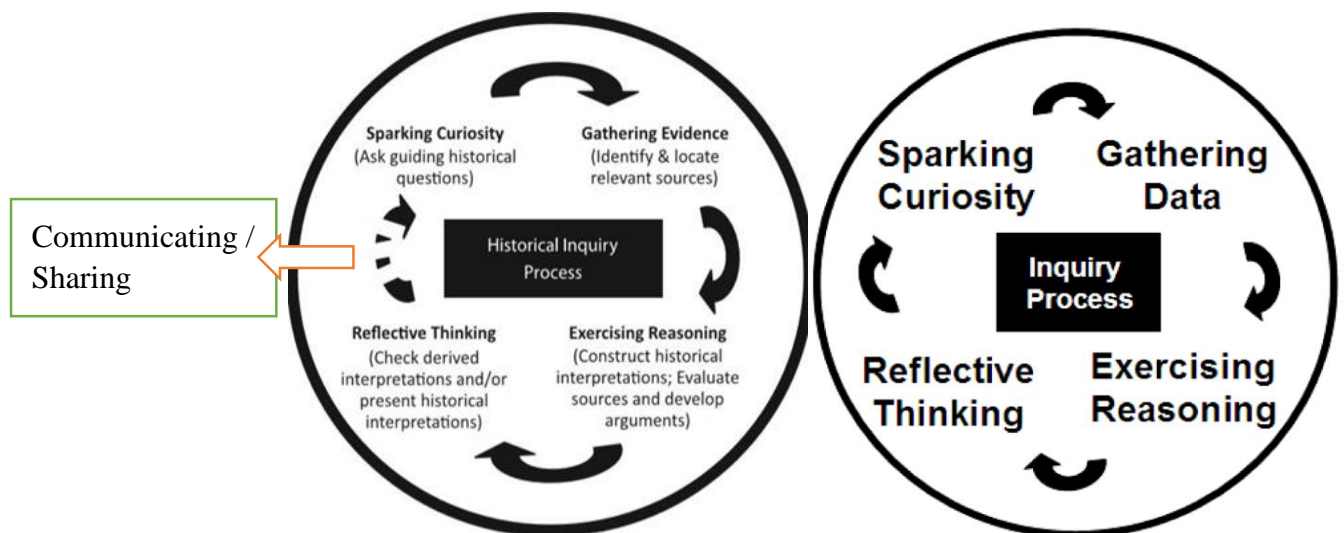 Communicating /
Sharing
Sparking Curiosity
(Ask guiding historical
questions)
Gathering Evidence
(Identify & locate
relevant sources)
Historical Inquiry
Process
Reflective Thinking
(Check derived
interpretations and/or
present historical
interpretations)
Exercising Reasoning
(Construct historical
interpretations; Evaluate
sources and develop
arguments)
Sparking
Curiosity
Gathering
Data
Inquiry
Process
Reflective
Thinking
Exercising
Reasoning